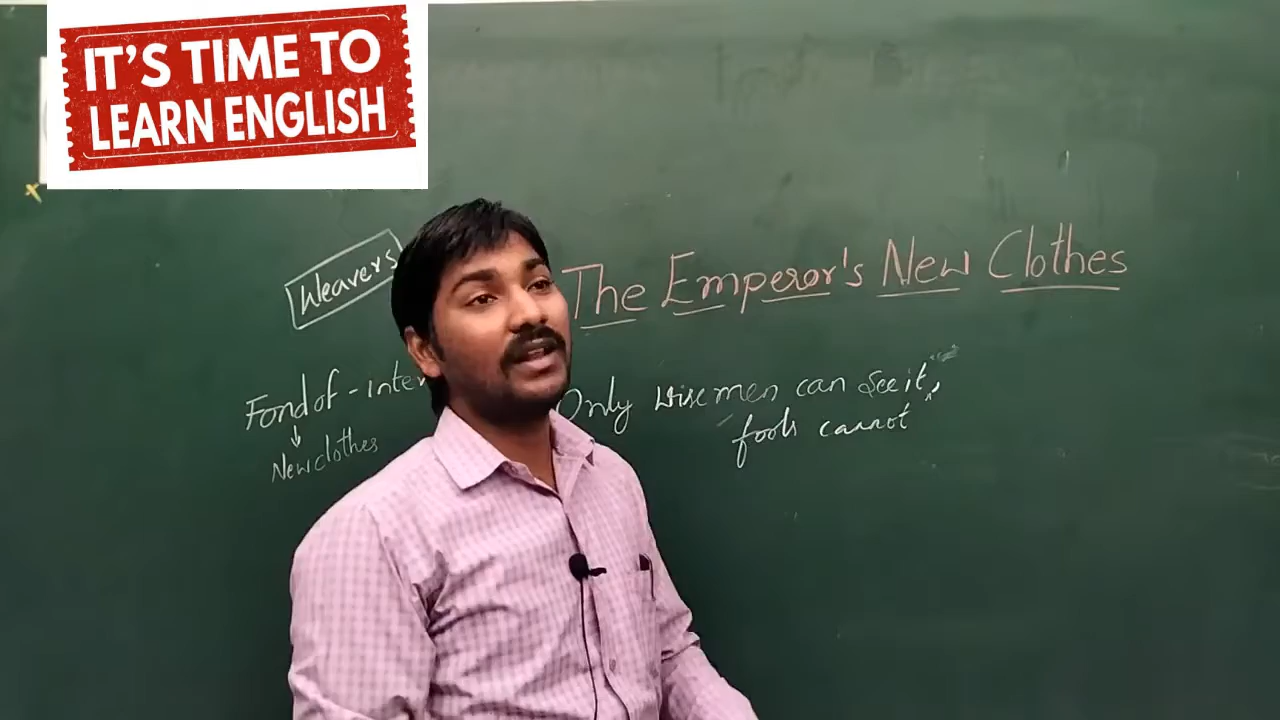 IT'S TIME TO
LEARN ENGLISH
Weavers
The Emperor's New Clothes
Fond of - inter
Only wise men can see it,
fools cannot
New clothes